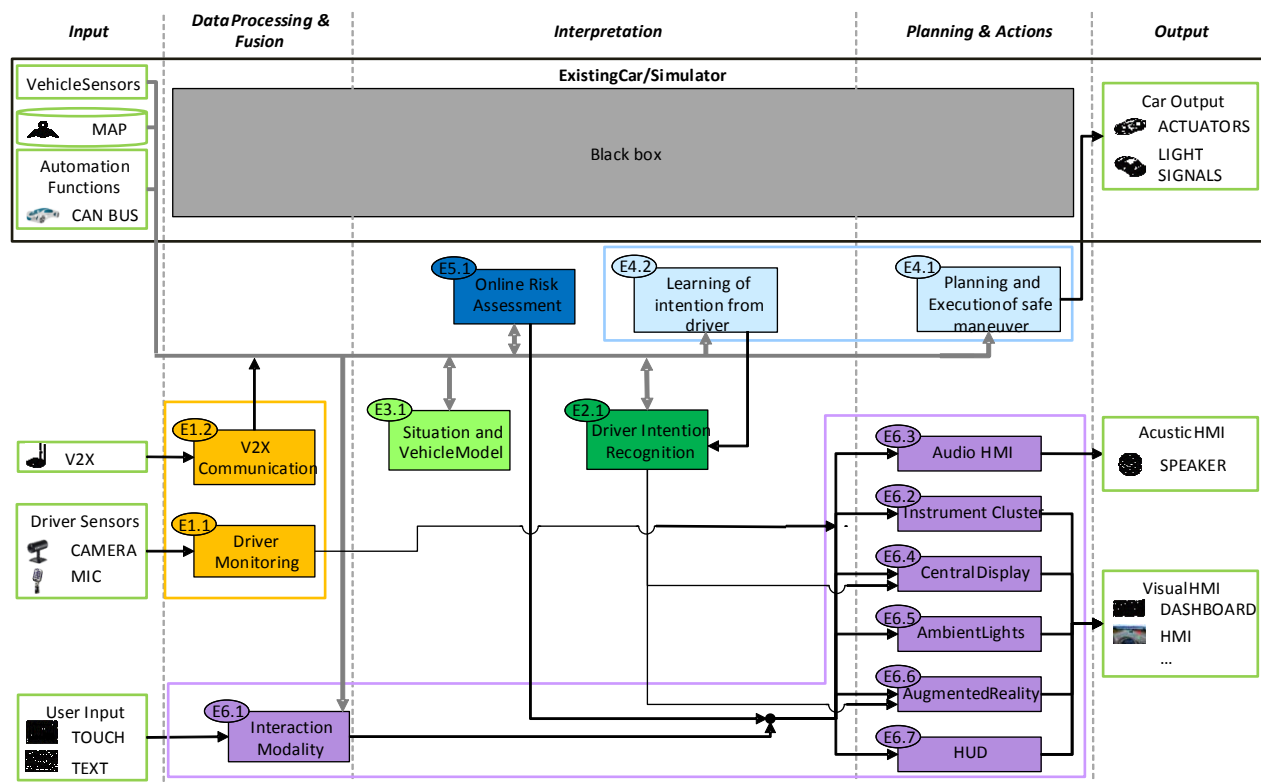 Input
DataProcessing &
Fusion
Interpretation
Planning & Actions
Output
ExistingCar/Simulator
VehicleSensors
MAP
Automation
Functions
CAN BUS
Black box
Car Output
ACTUATORS
LIGHT
SIGNALS
E5.1
Online Risk
Assessment
E4.2
Learning of
intention from
driver
E4.1
Planning and
Executionof safe
maneuver
E3.1
Situation and
VehicleModel
E2.1
Driver Intention
Recognition
E1.2
V2X
Communication
V2X
E1.1
Driver
Monitoring
Driver Sensors
CAMERA
MIC
E6.3
Audio HMI
AcusticHMI
SPEAKER
E6.2
Instrument Cluster
-
E6.4
CentralDisplay
E6.5
AmbientLights
E6.6
AugmentedReality
E6.7
HUD
VisualHMI
DASHBOARD
HMI
...
User Input
TOUCH
TEXT
E6.1
Interaction
Modality